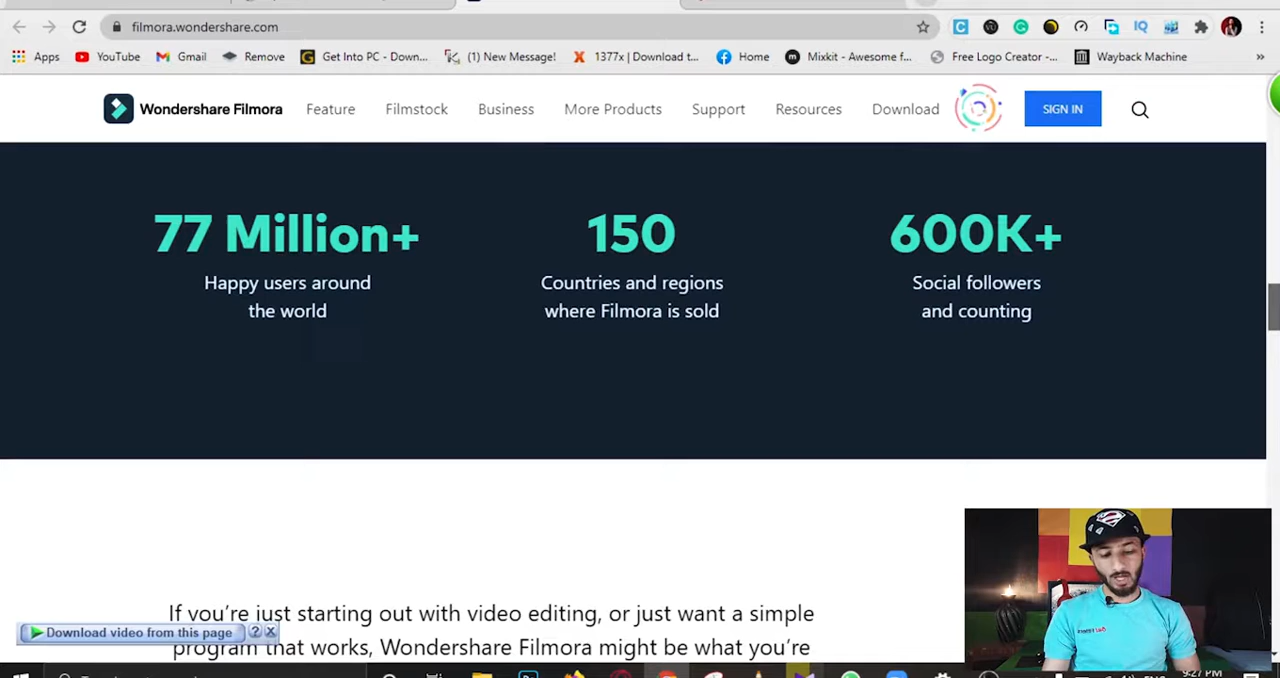 filmora.wondershare.com
Apps YouTube Gmail Remove Get Into PC - Down... (1) New Message! 1377x | Download t... Home Mixkit - Awesome f... Free Logo Creator -... Wayback Machine »
Wondershare Filmora Feature Filmstock Business More Products Support Resources Download SIGN IN
77 Million+ 150 600K+
Happy users around Countries and regions Social followers
the world where Filmora is sold and counting
If you’re just starting out with video editing, or just want a simple
Download video from this page ? X
program that works, Wondershare Filmora might be what you’re
9:27 PM